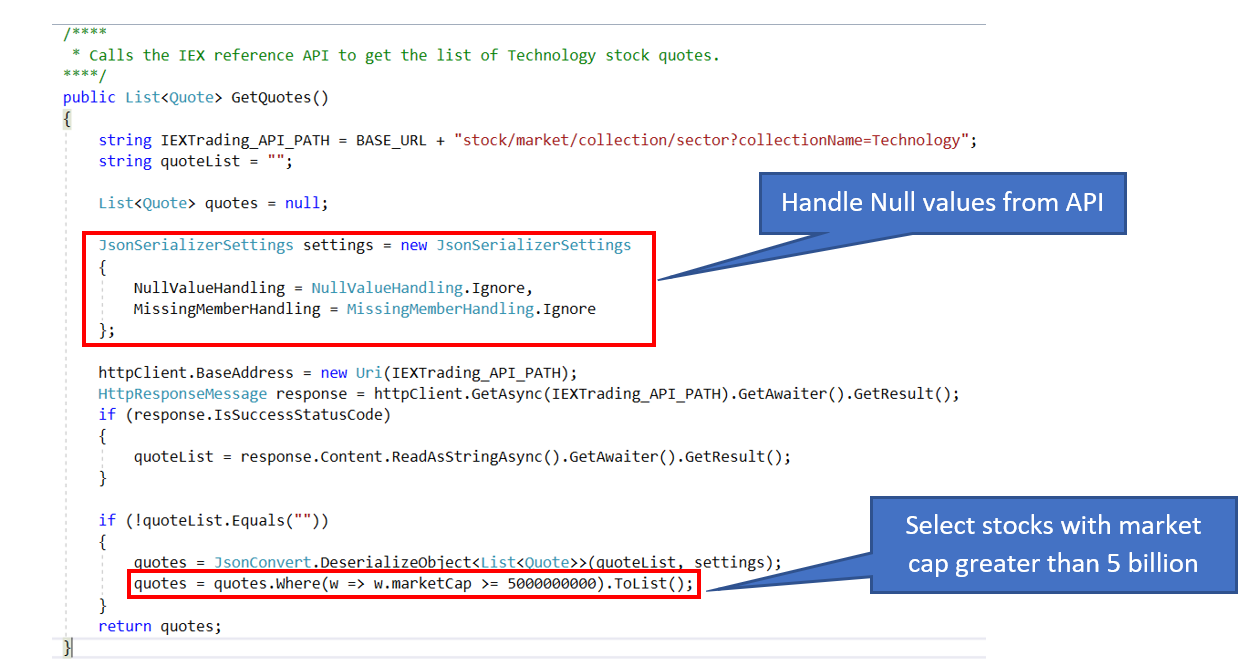 /****
 * Calls the IEX reference API to get the list of Technology stock quotes.
****/
public List<Quote> GetQuotes()
{
    string IEXTrading_API_PATH = BASE_URL + "stock/market/collection/sector?collectionName=Technology";
    string quoteList = "";
    List<Quote> quotes = null;
Handle Null values from API
    JsonSerializerSettings settings = new JsonSerializerSettings
    {
        NullValueHandling = NullValueHandling.Ignore,
        MissingMemberHandling = MissingMemberHandling.Ignore
    };
    httpClient.BaseAddress = new Uri(IEXTrading_API_PATH);
    HttpResponseMessage response = httpClient.GetAsync(IEXTrading_API_PATH).GetAwaiter().GetResult();
    if (response.IsSuccessStatusCode)
    {
        quoteList = response.Content.ReadAsStringAsync().GetAwaiter().GetResult();
    }
    if (!quoteList.Equals(""))
    {
        quotes = JsonConvert.DeserializeObject<List<Quote>>(quoteList, settings);
        quotes = quotes.Where(w => w.marketCap >= 5000000000).ToList();
Select stocks with market
cap greater than 5 billion
    }
    return quotes;
}